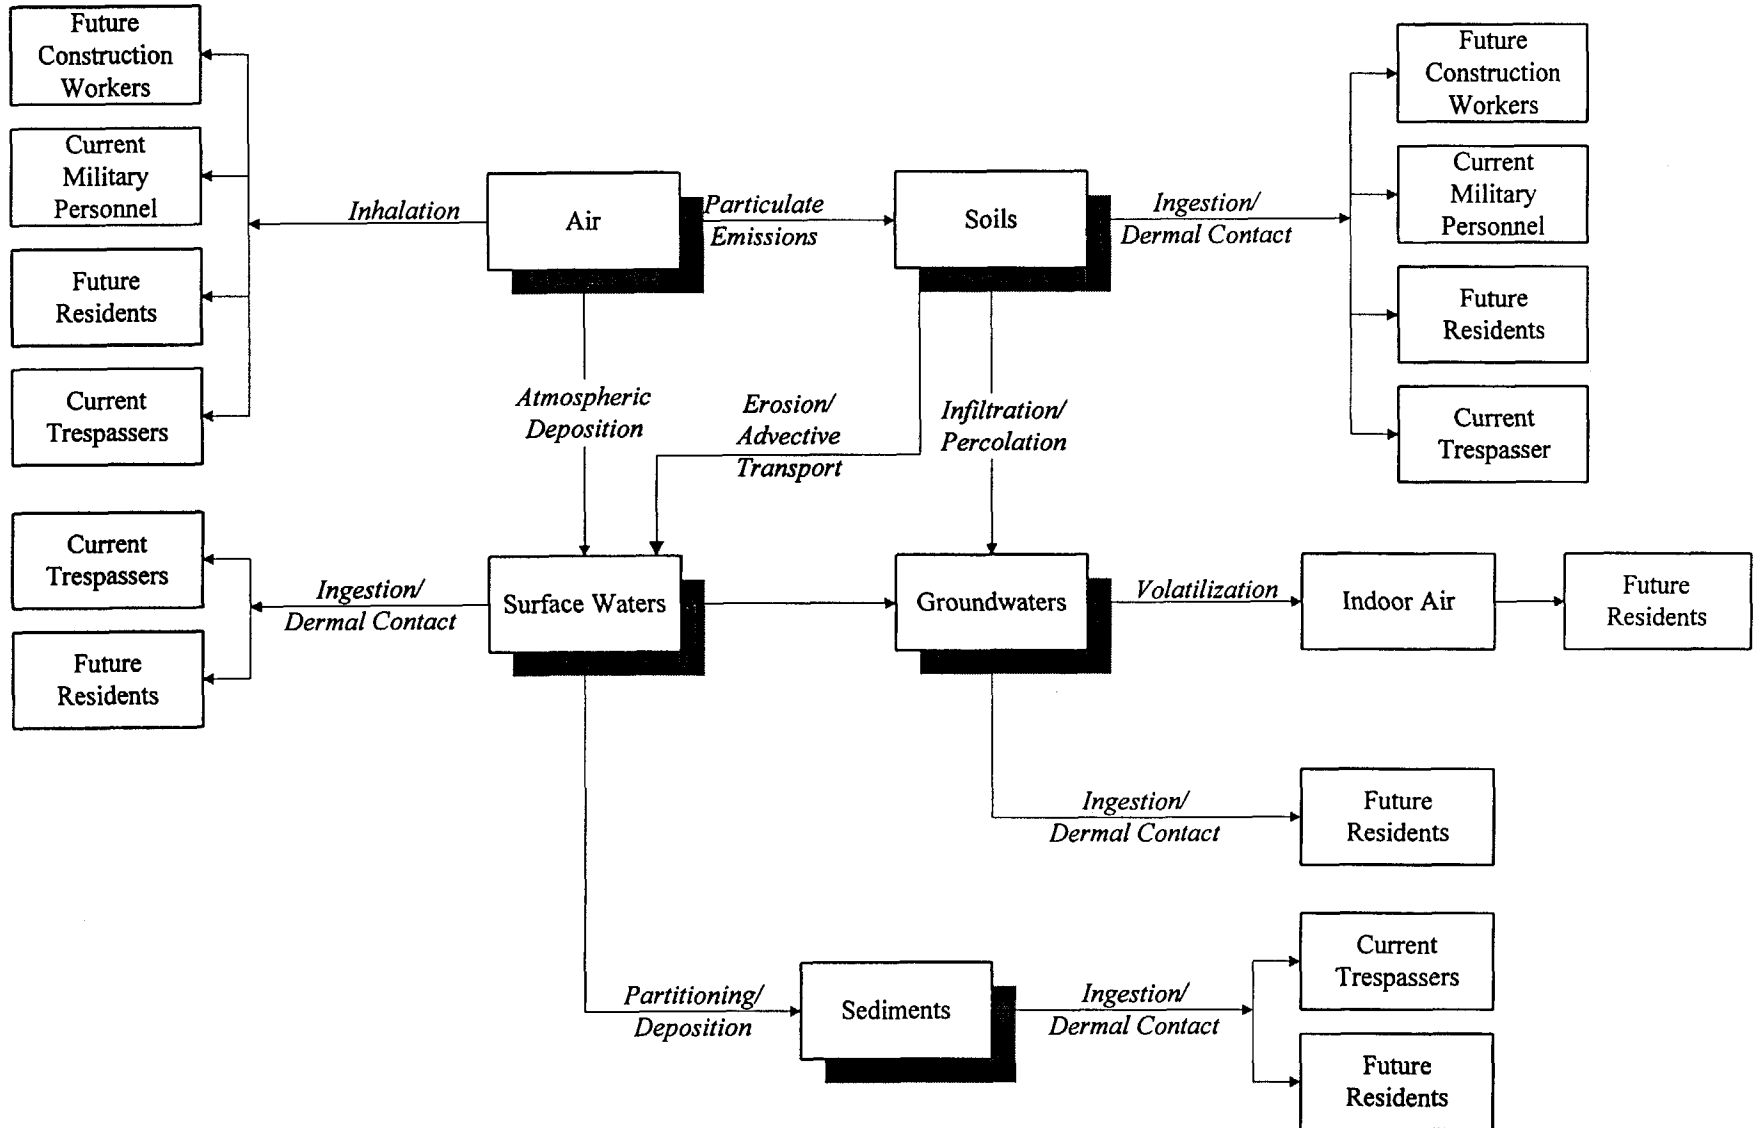 Future
Construction
Workers
Current
Military
Personnel
Future
Residents
Current
Trespassers
Inhalation
Air
Particulate
Emissions
Soils
Ingestion/
Dermal Contact
Future
Construction
Workers
Current
Military
Personnel
Future
Residents
Current
Trespasser
Atmospheric
Deposition
Erosion/
Advective
Transport
Infiltration/
Percolation
Current
Trespassers
Future
Residents
Ingestion/
Dermal Contact
Surface Waters
Groundwaters
Volatilization
Indoor Air
Future
Residents
Ingestion/
Dermal Contact
Future
Residents
Partitioning/
Deposition
Sediments
Ingestion/
Dermal Contact
Current
Trespassers
Future
Residents